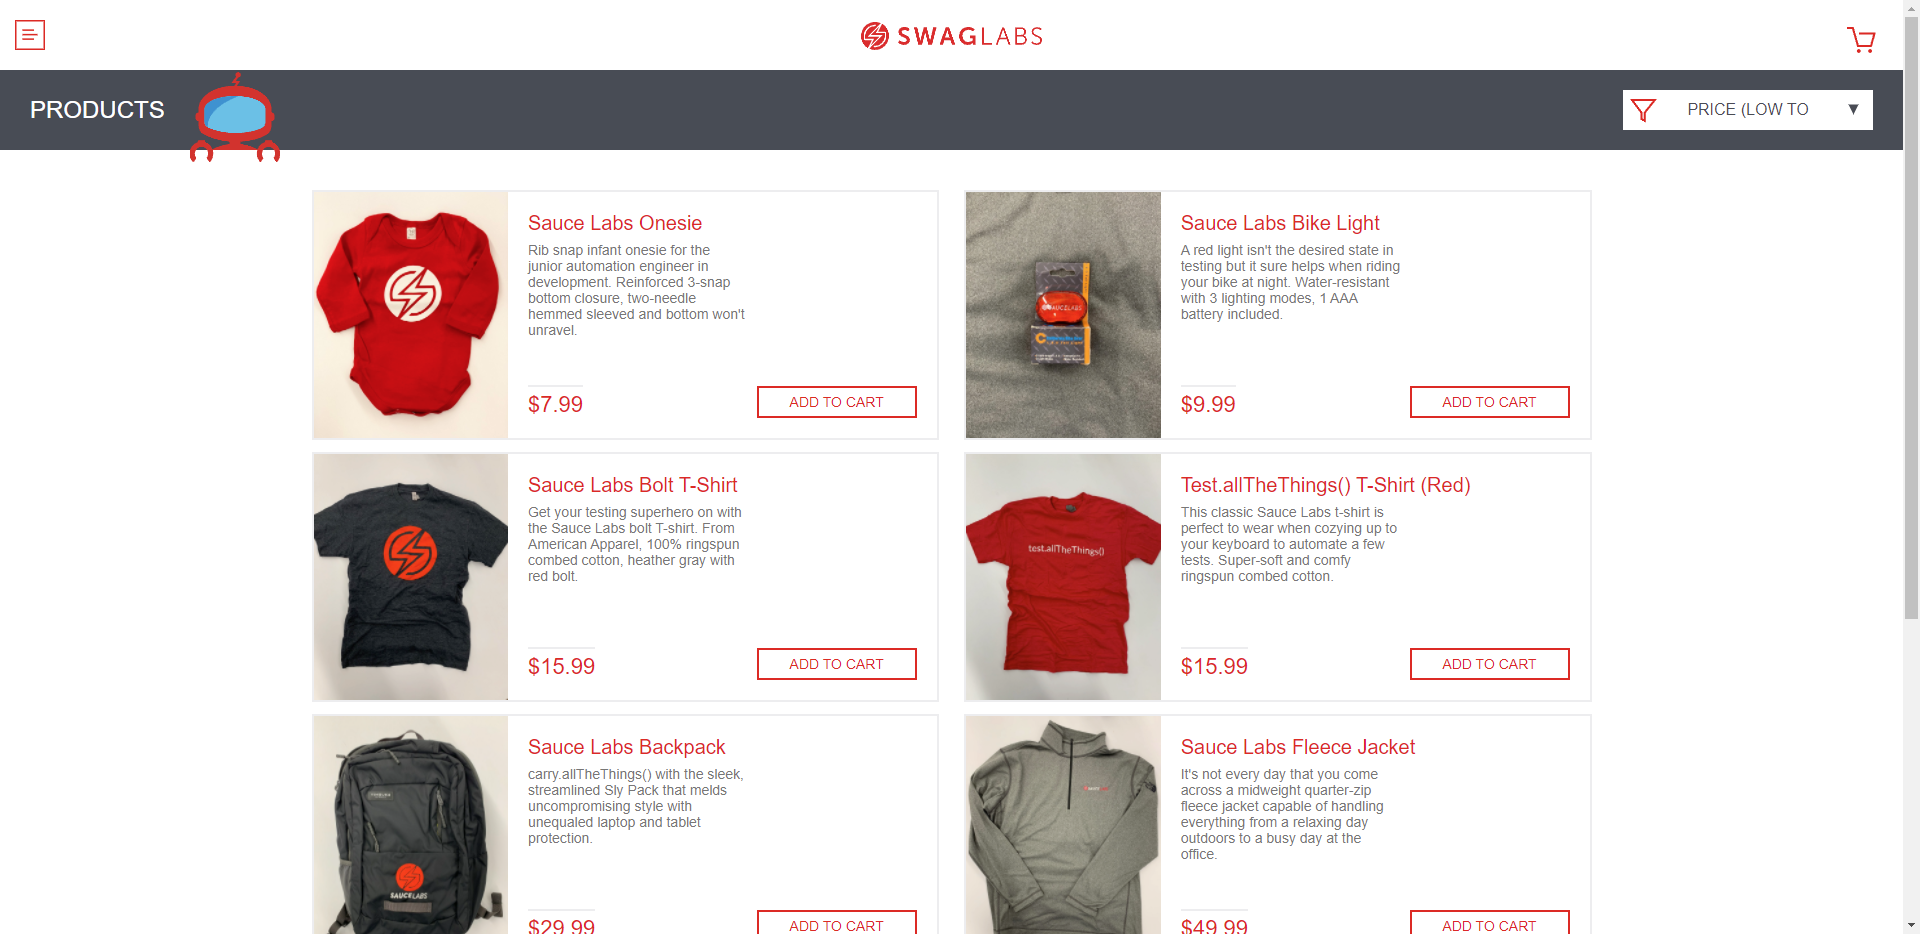 SWAGLABS
PRODUCTS
PRICE (LOW TO
Sauce Labs Onesie
Rib snap infant onesie for the
junior automation engineer in
development. Reinforced 3-snap
bottom closure, two-needle
hemmed sleeved and bottom won't
unravel.
$7.99
ADD TO CART
SAUCELABS
Sauce Labs Bike Light
A red light isn't the desired state in
testing but it sure helps when riding
your bike at night. Water-resistant
with 3 lighting modes, 1 AAA
battery included.
$9.99
ADD TO CART
Sauce Labs Bolt T-Shirt
Get your testing superhero on with
the Sauce Labs bolt T-shirt. From
American Apparel, 100% ringspun
combed cotton, heather gray with
red bolt.
$15.99
ADD TO CART
test.allTheThings()
Test.allTheThings() T-Shirt (Red)
This classic Sauce Labs t-shirt is
perfect to wear when cozying up to
your keyboard to automate a few
tests. Super-soft and comfy
ringspun combed cotton.
$15.99
ADD TO CART
SAUCELABS
Sauce Labs Backpack
carry.allTheThings() with the sleek,
streamlined Sly Pack that melds
uncompromising style with
unequaled laptop and tablet
protection.
$29.99
ADD TO CART
Sauce Labs Fleece Jacket
It's not every day that you come
across a midweight quarter-zip
fleece jacket capable of handling
everything from a relaxing day
outdoors to a busy day at the
office.
$49.99
ADD TO CART